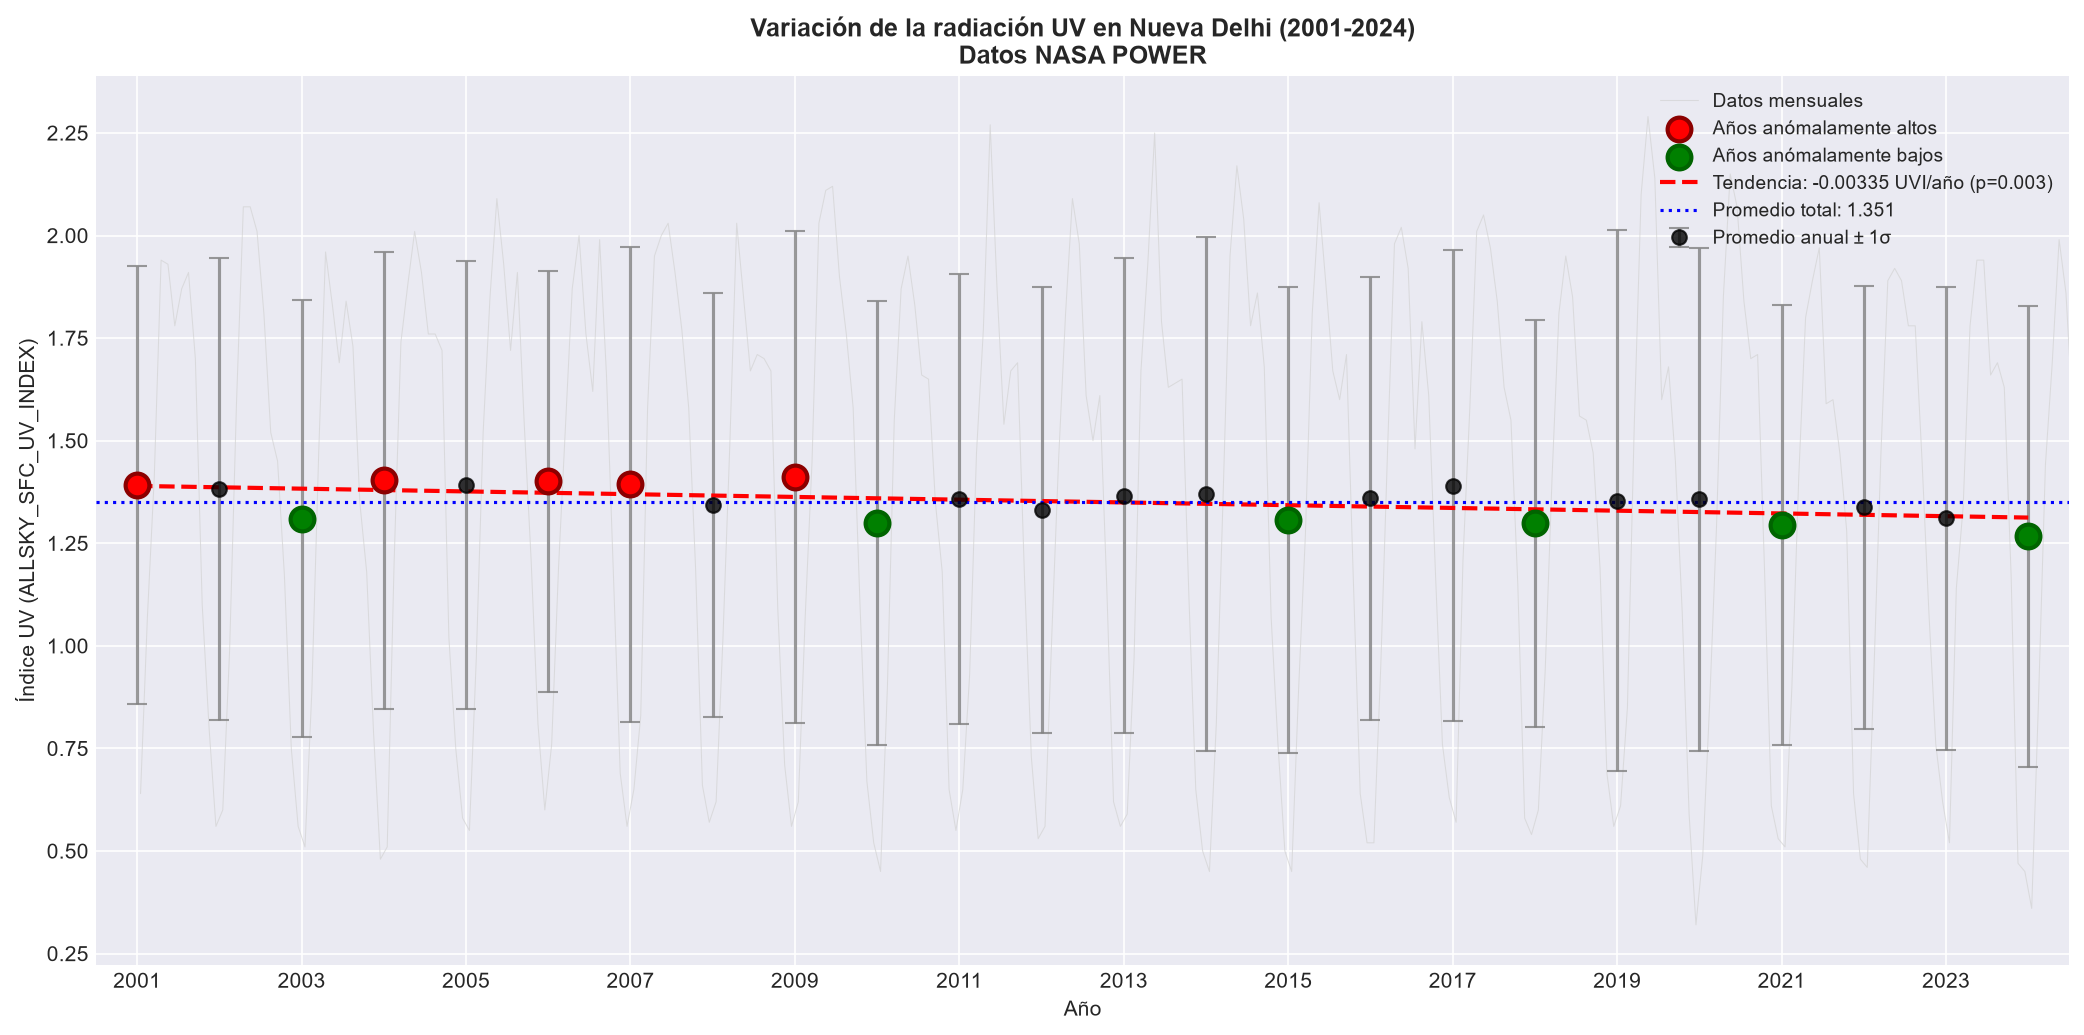 Variación de la radiación UV en Nueva Delhi (2001-2024)
Datos NASA POWER
Datos mensuales
Años anómalamente altos
Años anómalamente bajos
Tendencia: -0.00335 UVI/año (p=0.003)
Promedio total: 1.351
Promedio anual ± 1σ
Índice UV (ALLSKY_SFC_UV_INDEX)
2.25
2.00
1.75
1.50
1.25
1.00
0.75
0.50
0.25
2001 2003 2005 2007 2009 2011 2013 2015 2017 2019 2021 2023
Año